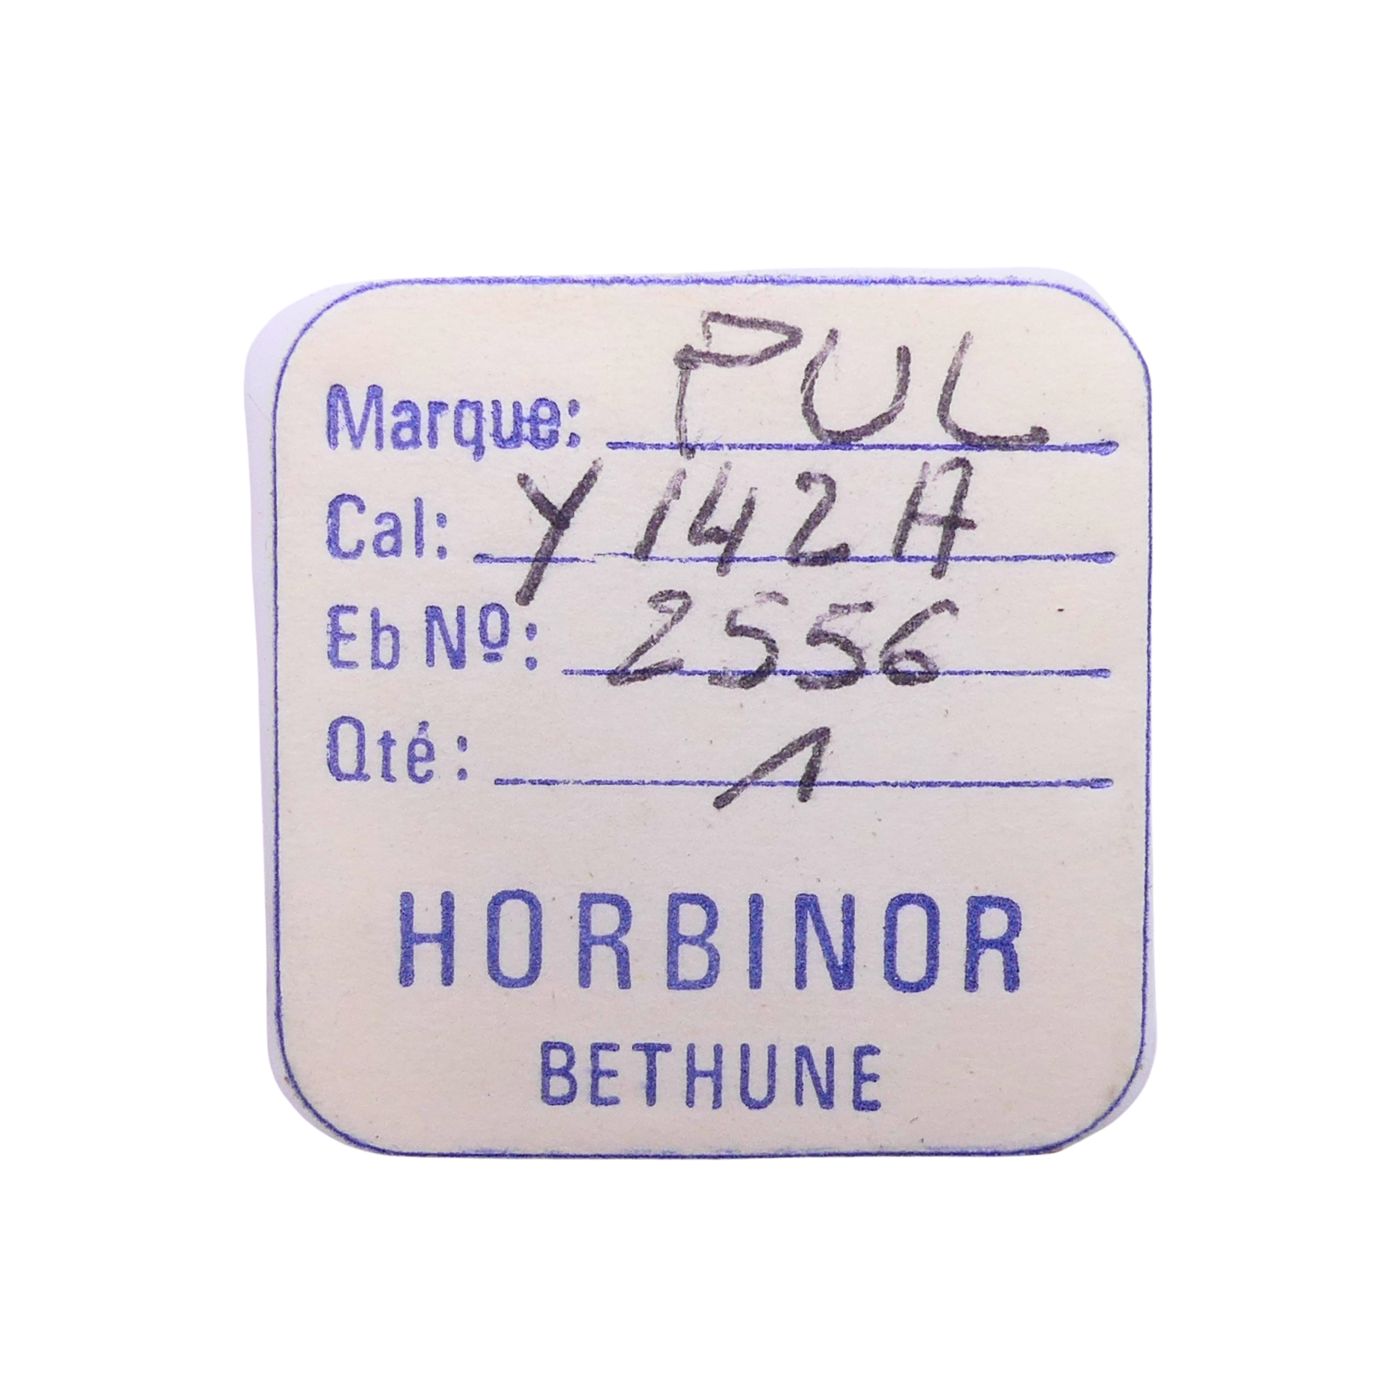 Marque: PUL
Cal: Y142A
Eb Nº: 2556
Qté: 1
HORBINOR
BETHUNE